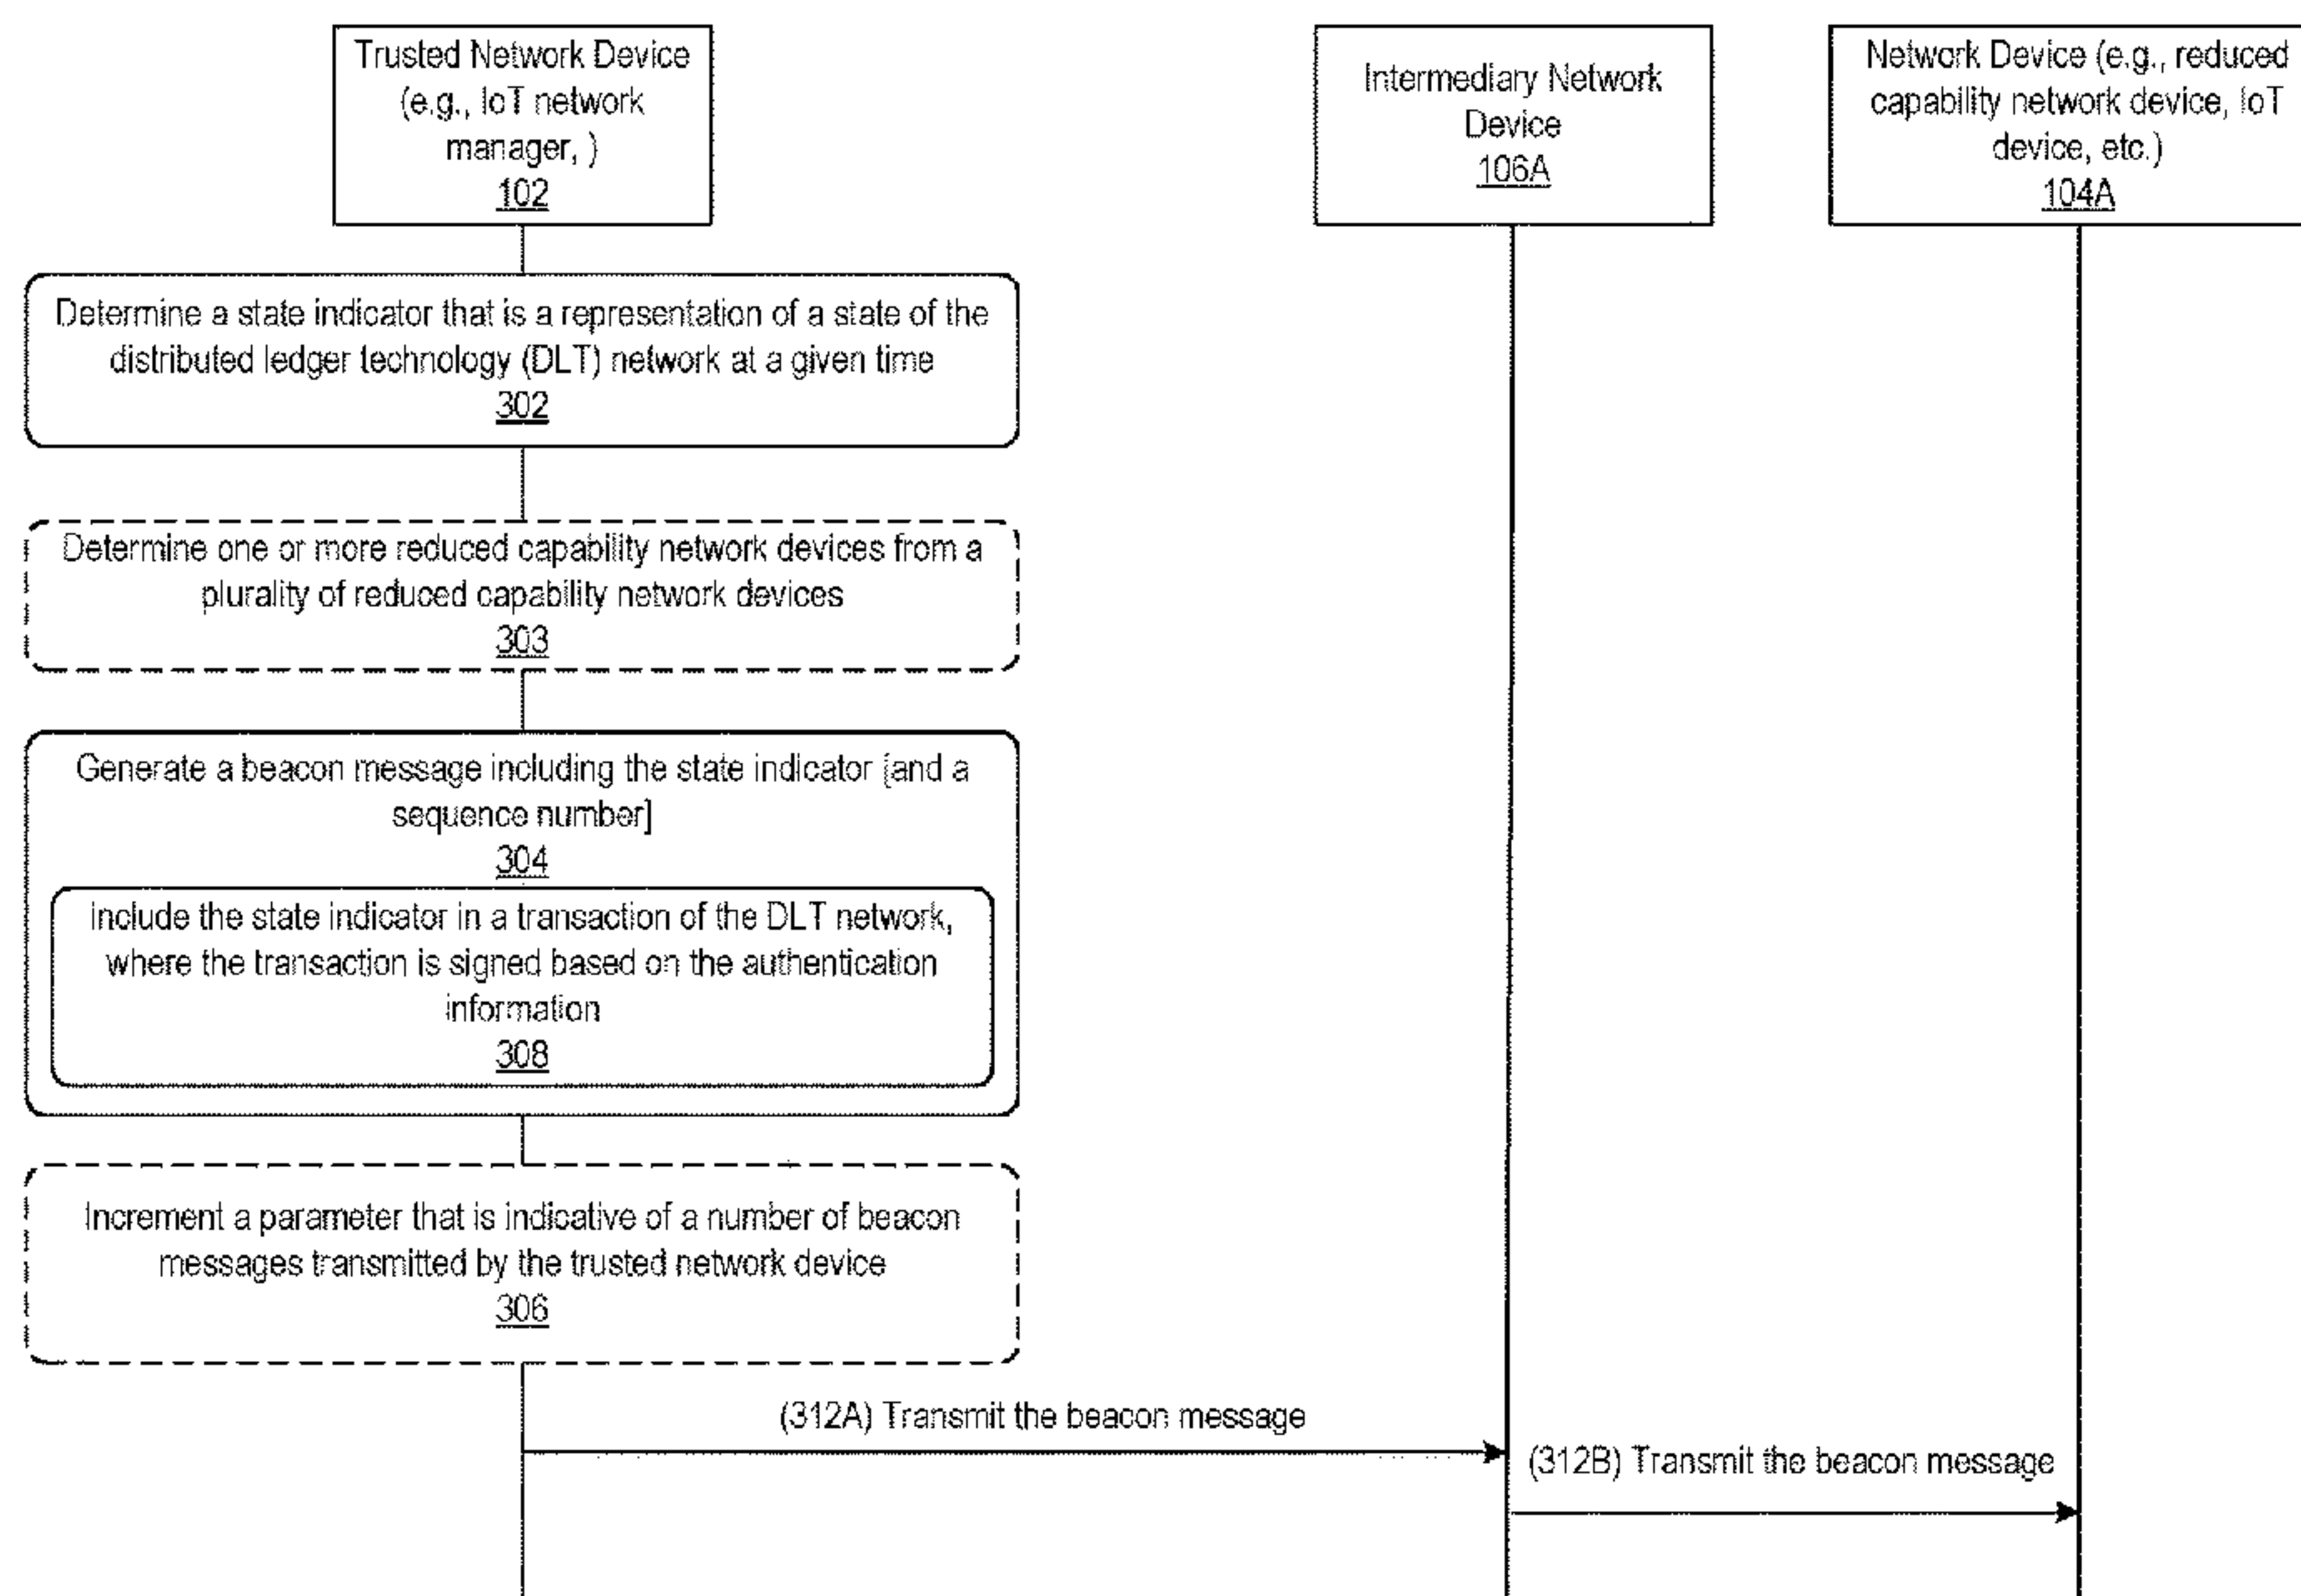 Trusted Network Device
(e.g., IoT network
manager, )
102
Intermediary Network
Device
106A
Network Device (e.g., reduced
capability network device, IoT
device, etc.)
104A
Determine a state indicator that is a representation of a state of the
distributed ledger technology (DLT) network at a given time
302
Determine one or more reduced capability network devices from a
plurality of reduced capability network devices
303
Generate a beacon message including the state indicator [and a
sequence number]
304
Include the state indicator in a transaction of the DLT network,
where the transaction is signed based on the authentication
information
308
Increment a parameter that is indicative of a number of beacon
messages transmitted by the trusted network device
306
(312A) Transmit the beacon message
(312B) Transmit the beacon message